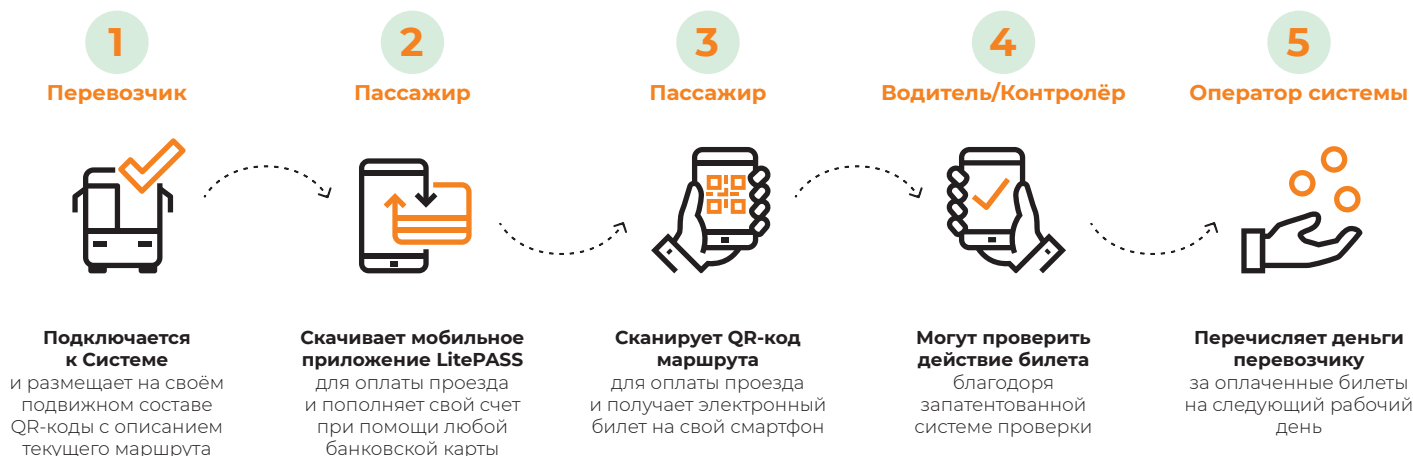 1
Перевозчик
Подключается
к Системе
и размещает на своём
подвижном составе
QR-коды с описанием
текущего маршрута
2
Пассажир
Скачивает мобильное
приложение LitePASS
для оплаты проезда
и пополняет свой счет
при помощи любой
банковской карты
3
Пассажир
Сканирует QR-код
маршрута
для оплаты проезда
и получает электронный
билет на свой смартфон
4
Водитель/Контролёр
Могут проверить
действие билета
благодоря
запатентованной
системе проверки
5
Оператор системы
Перечисляет деньги
перевозчику
за оплаченные билеты
на следующий рабочий
день